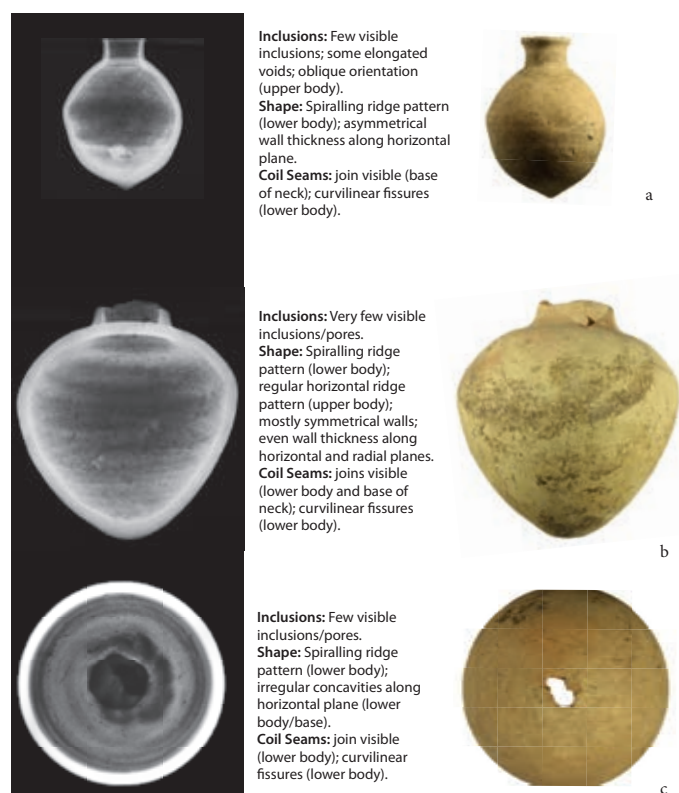 Inclusions: Few visible
inclusions; some elongated
voids; oblique orientation
(upper body).
Shape: Spiralling ridge pattern
(lower body); asymmetrical
wall thickness along horizontal
plane.
Coil Seams: join visible (base
of neck); curvilinear fissures
(lower body).
a
Inclusions: Very few visible
inclusions/pores.
Shape: Spiralling ridge
pattern (lower body);
regular horizontal ridge
pattern (upper body);
mostly symmetrical walls;
even wall thickness along
horizontal and radial planes.
Coil Seams: joins visible
(lower body and base of
neck); curvilinear fissures
(lower body).
b
Inclusions: Few visible
inclusions/pores.
Shape: Spiralling ridge
pattern (lower body);
irregular concavities along
horizontal plane (lower
body/base).
Coil Seams: join visible
(lower body); curvilinear
fissures (lower body).
c